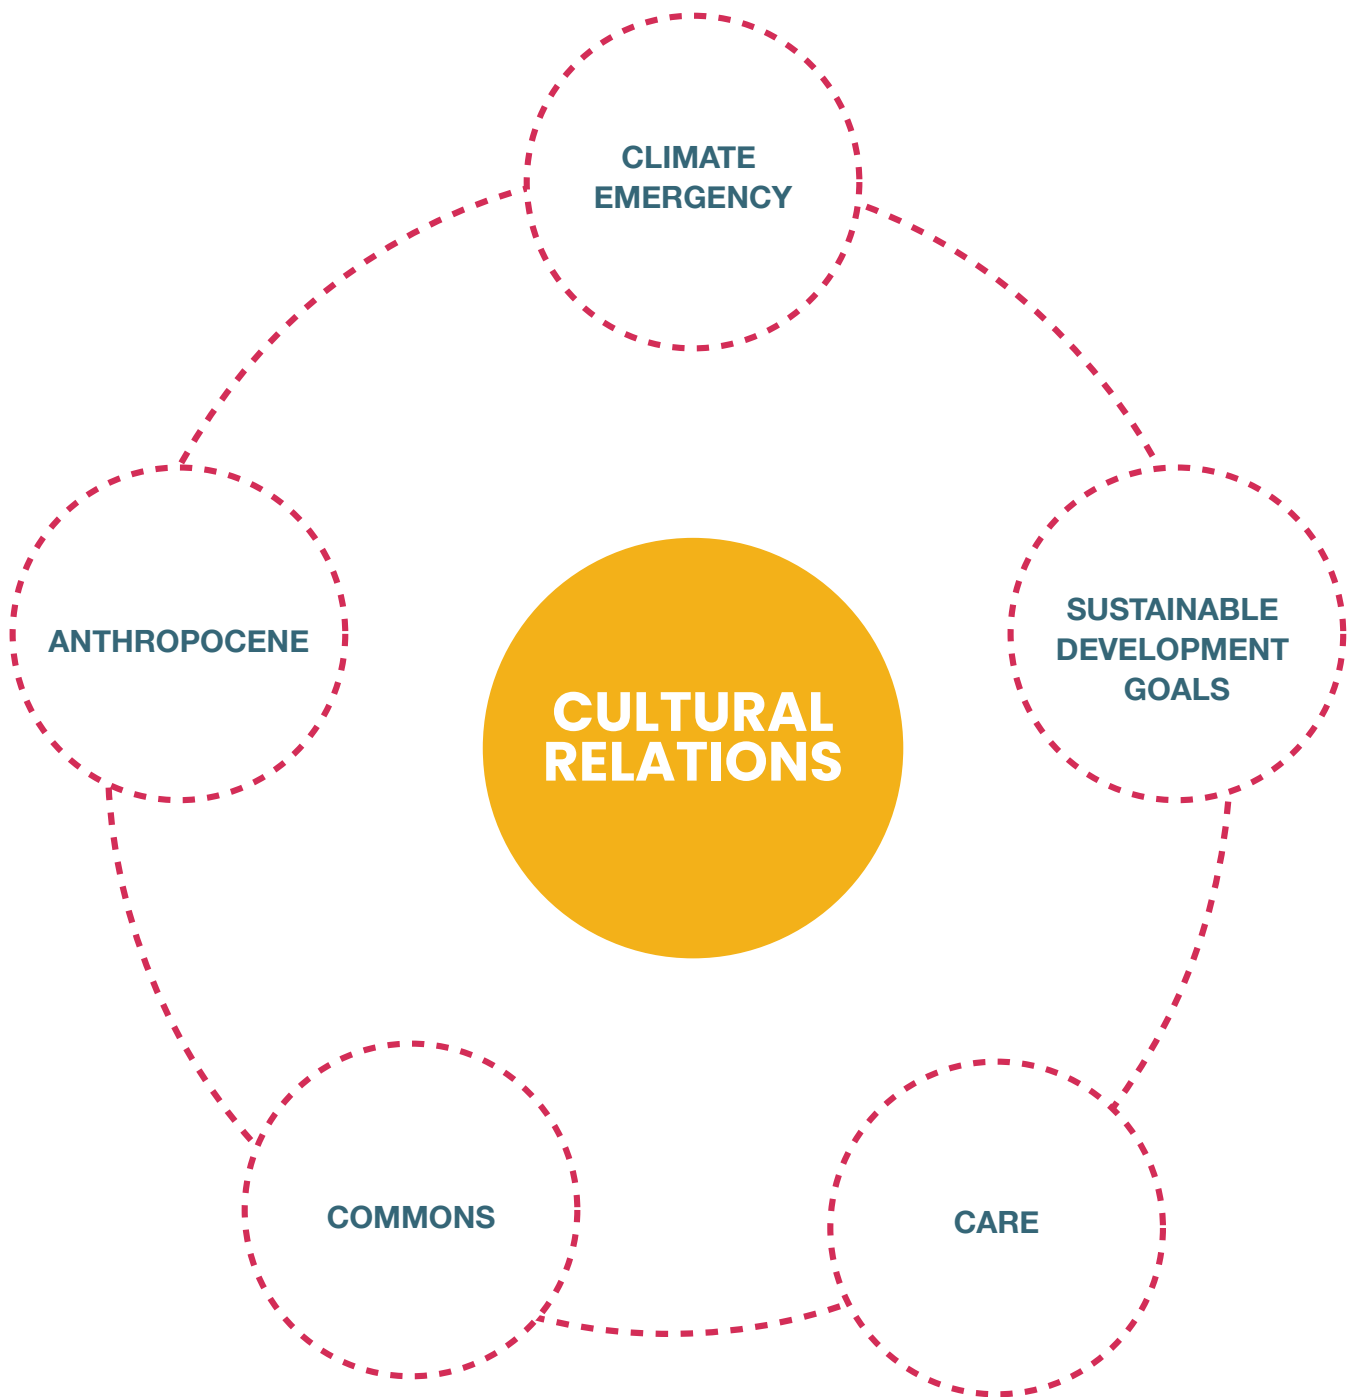 CLIMATE
EMERGENCY
ANTHROPOCENE
SUSTAINABLE
DEVELOPMENT
GOALS
CULTURAL
RELATIONS
COMMONS
CARE